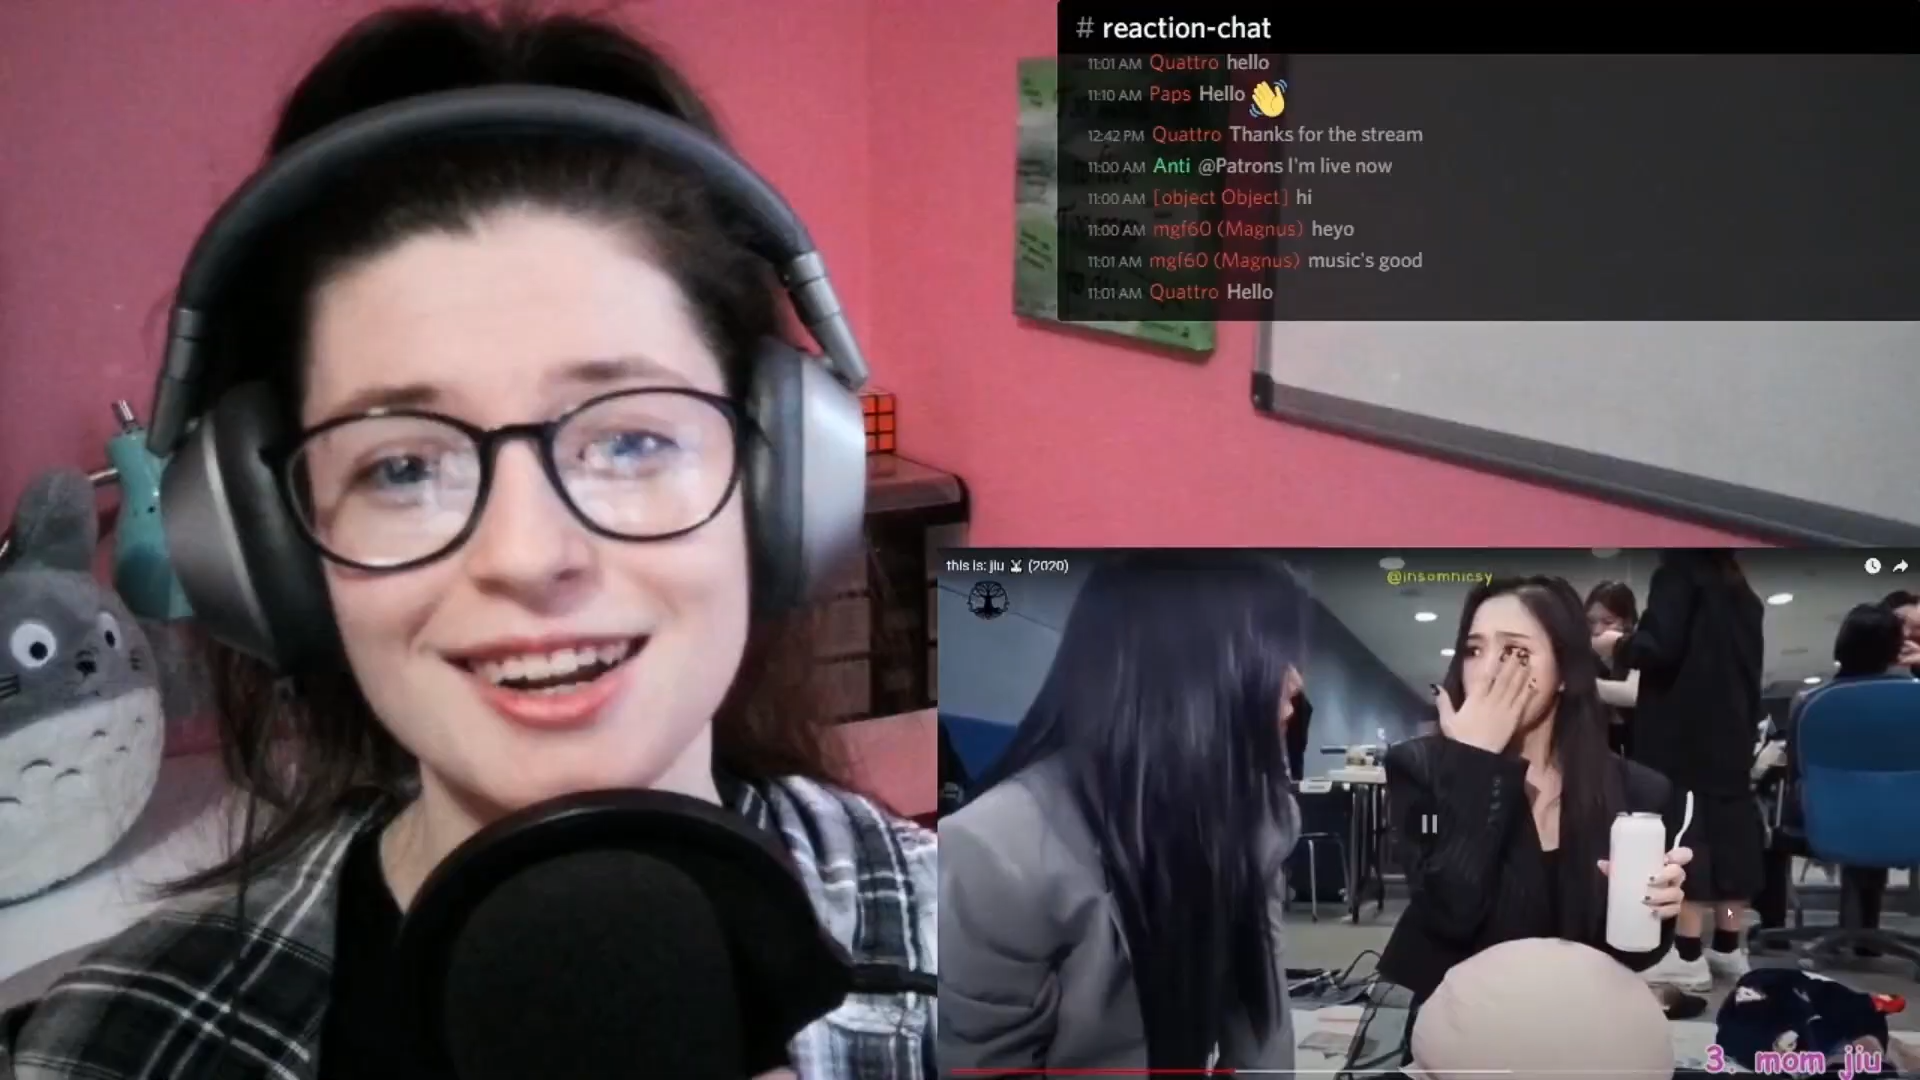 # reaction-chat
11:01 AM Quattro hello
11:10 AM Paps Hello 👋
12:42 PM Quattro Thanks for the stream
11:00 AM Anti @Patrons I'm live now
11:00 AM [object Object] hi
11:00 AM mgf60 (Magnus) heyo
11:01 AM mgf60 (Magnus) music's good
11:01 AM Quattro Hello
this is: jiu 🐰 (2020)
@insomnicsy
3. mom jiu